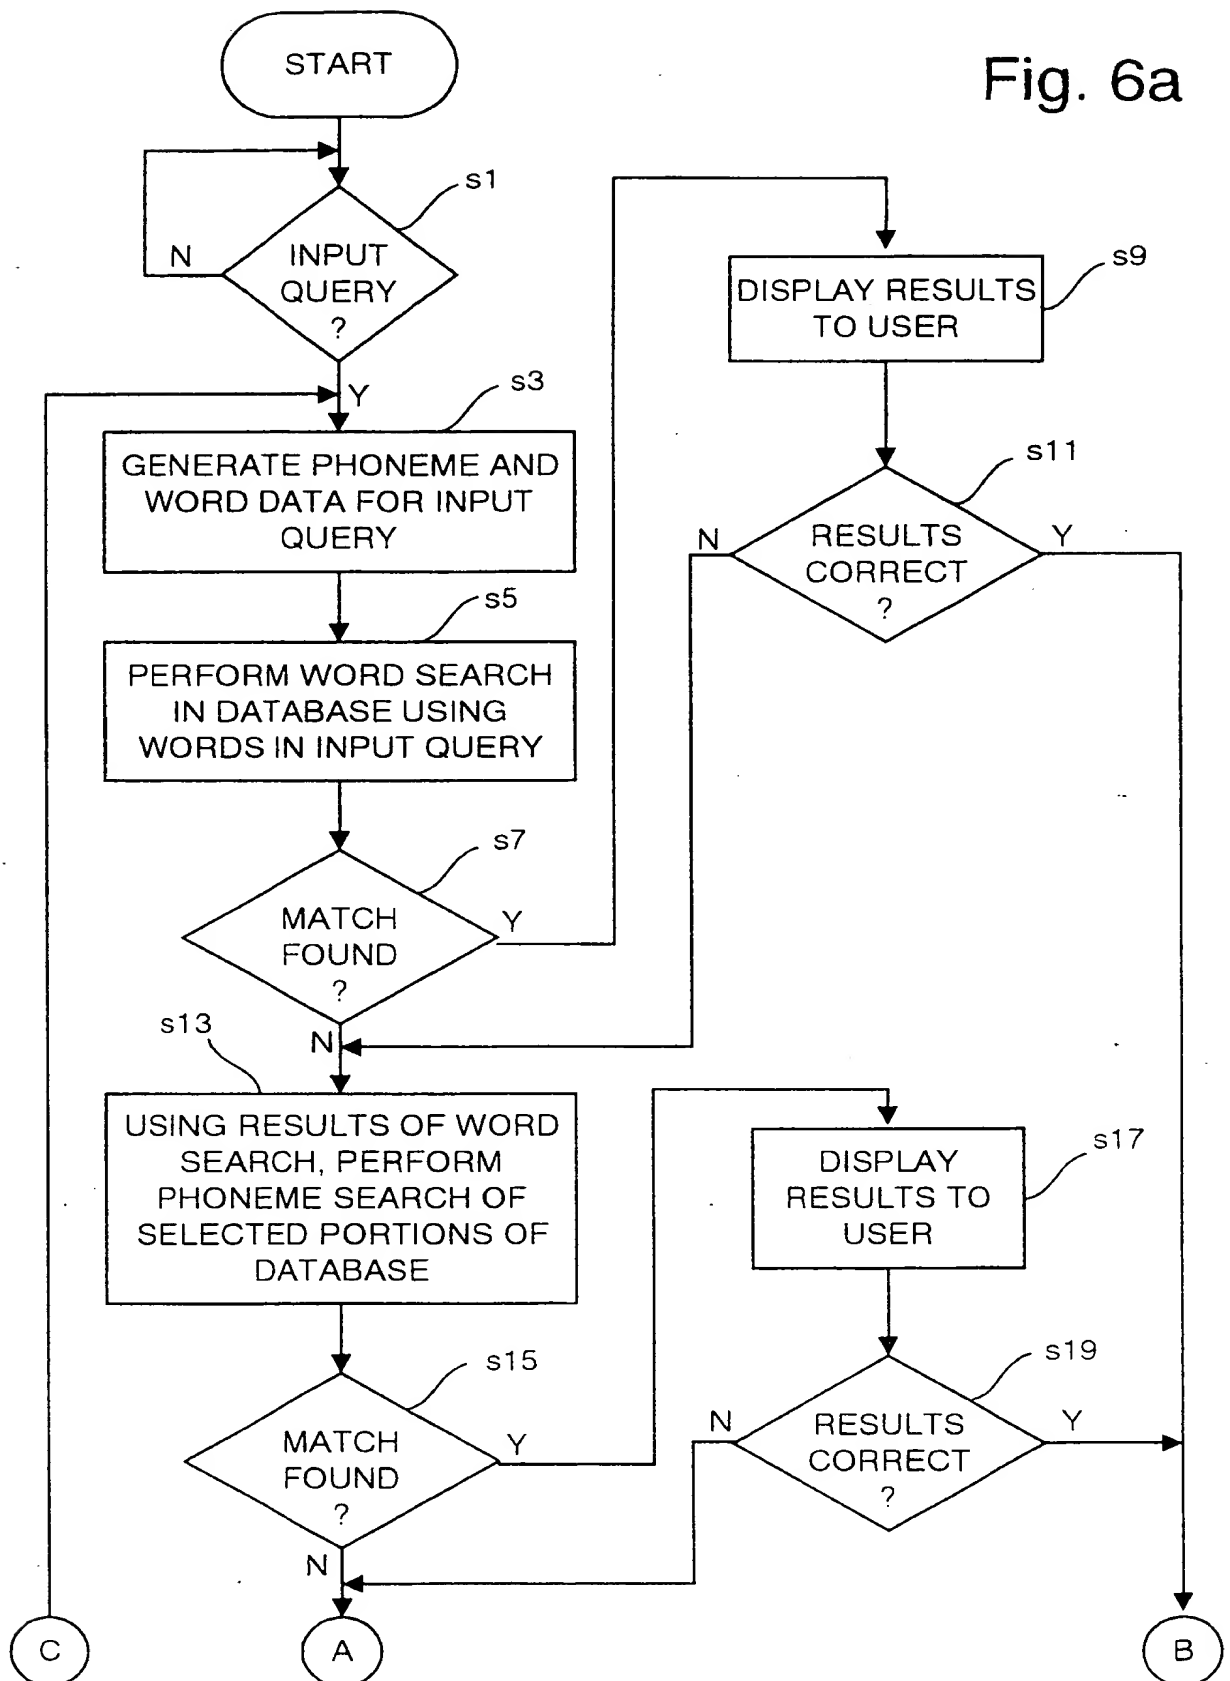 START
Fig. 6a
s1
N
INPUT
QUERY
?
Y
s3
GENERATE PHONEME AND
WORD DATA FOR INPUT
QUERY
s5
PERFORM WORD SEARCH
IN DATABASE USING
WORDS IN INPUT QUERY
s7
MATCH
FOUND
?
Y
N
s9
DISPLAY RESULTS
TO USER
s11
N
RESULTS
CORRECT
?
Y
s13
USING RESULTS OF WORD
SEARCH, PERFORM
PHONEME SEARCH OF
SELECTED PORTIONS OF
DATABASE
s15
MATCH
FOUND
?
Y
N
s17
DISPLAY
RESULTS TO
USER
s19
N
RESULTS
CORRECT
?
Y
C
A
B